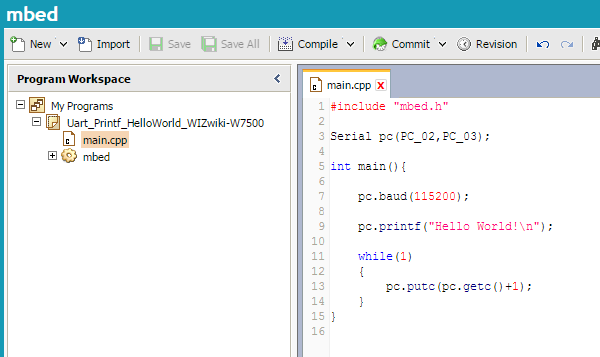 mbed
New Import Save Save All Compile Commit Revision
Program Workspace
My Programs
Uart_Printf_HelloWorld_WIZwiki-W7500
main.cpp
mbed
main.cpp
1 #include "mbed.h"
2
3 Serial pc(PC_02,PC_03);
4
5 int main(){
6
7 pc.baud(115200);
8
9 pc.printf("Hello World!\n");
10
11 while(1)
12 {
13 pc.putc(pc.getc()+1);
14 }
15 }
16